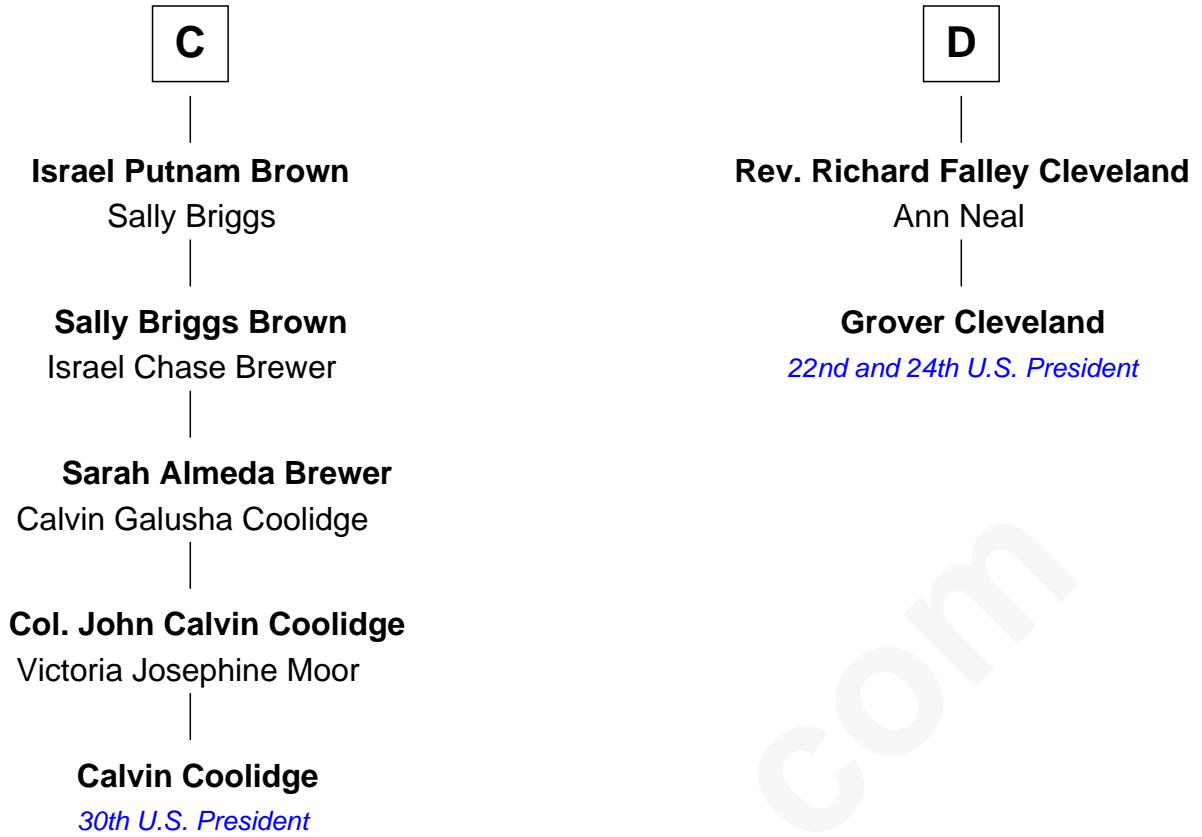 C
Israel Putnam Brown
Sally Briggs
Sally Briggs Brown
Israel Chase Brewer
Sarah Almeda Brewer
Calvin Galusha Coolidge
Col. John Calvin Coolidge
Victoria Josephine Moor
Calvin Coolidge
30th U.S. President
D
Rev. Richard Falley Cleveland
Ann Neal
Grover Cleveland
22nd and 24th U.S. President
com